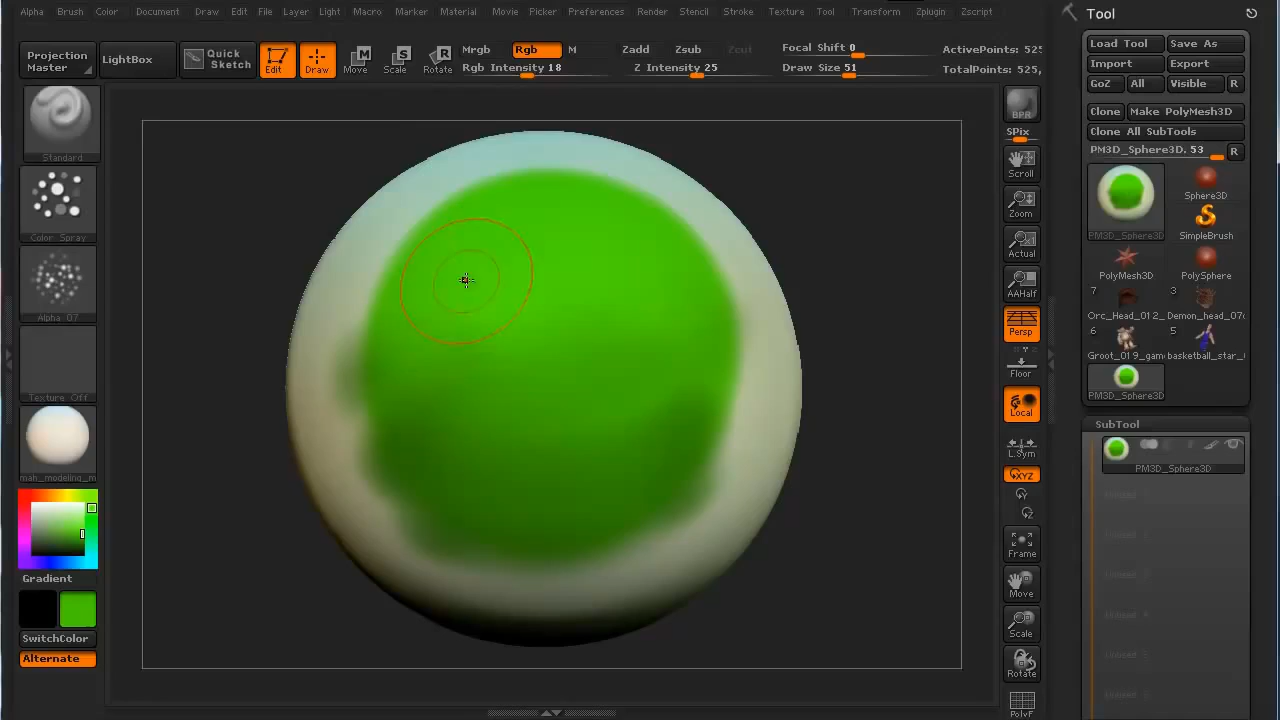 Alpha Brush Color Document Draw Edit File Layer Light Macro Marker Material Movie Picker Preferences Render Stencil Stroke Texture Tool Transform Zplugin Zscript
Tool
Projection Master
LightBox
Quick Sketch
Edit
Draw
Move
Scale
Rotate
Mrgb Rgb M
Rgb Intensity 18
Zadd Zsub Zcut
Z Intensity 25
Focal Shift 0
Draw Size 51
ActivePoints: 525
TotalPoints: 525,
Load Tool Save As
Import Export
GoZ All Visible R
Clone Make PolyMesh3D
Clone All SubTools
PM3D_Sphere3D. 53 R
PM3D_Sphere3D
Sphere3D
SimpleBrush
PolyMesh3D
PolySphere
7 3
Orc_Head_012_ Demon_head_07
6 5
Groot_019_gam basketball_star_
PM3D_Sphere3D
SubTool
PM3D_Sphere3D
Standard
Color Spray
Alpha 07
Texture Off
mah_modeling_m
Gradient
SwitchColor
Alternate
BPR
SPix
Scroll
Zoom
Actual
AAHalf
Persp
Floor
Local
L.Sym
XYZ
Y
Z
Frame
Move
Scale
Rotate
PolyF